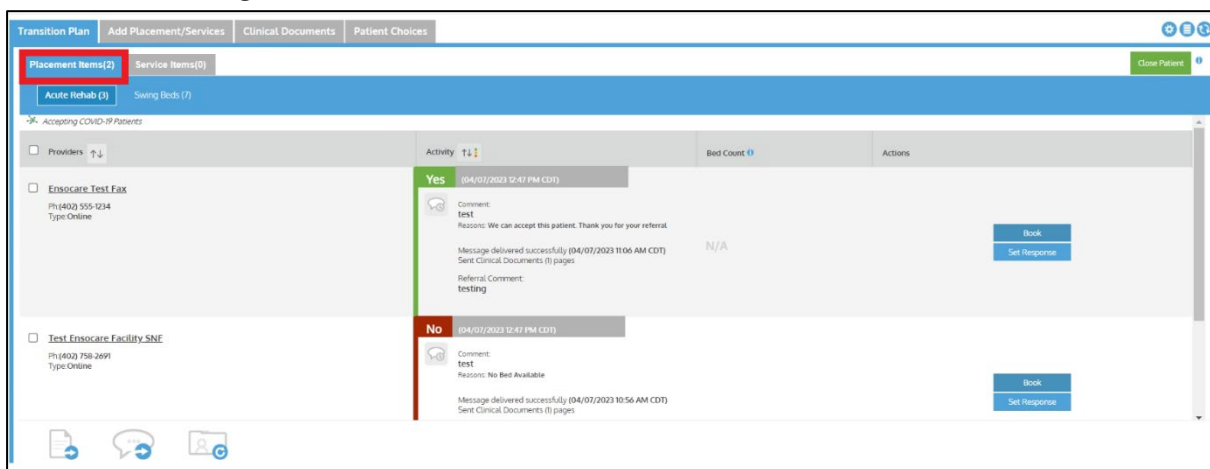 Transition Plan Add Placement/Services Clinical Documents Patient Choices
Placement Items(2) Service Items(0) Close Patient
Acute Rehab (3) Swing Beds (7)
Accepting COVID-19 Patients
Providers Activity Bed Count Actions
Yes (04/07/2023 12:47 PM CDT)
Ensocare Test Fax
Ph:(402) 555-1234
Type:Online
Comment:
test
Reasons: We can accept this patient. Thank you for your referral.
Message delivered successfully (04/07/2023 11:06 AM CDT)
Sent Clinical Documents (1) pages
Referral Comment:
testing
N/A
Book
Set Response
No (04/07/2023 12:47 PM CDT)
Test Ensocare Facility SNF
Ph:(402) 758-2691
Type:Online
Comment:
test
Reasons: No Bed Available
Message delivered successfully (04/07/2023 10:56 AM CDT)
Sent Clinical Documents (1) pages
Book
Set Response